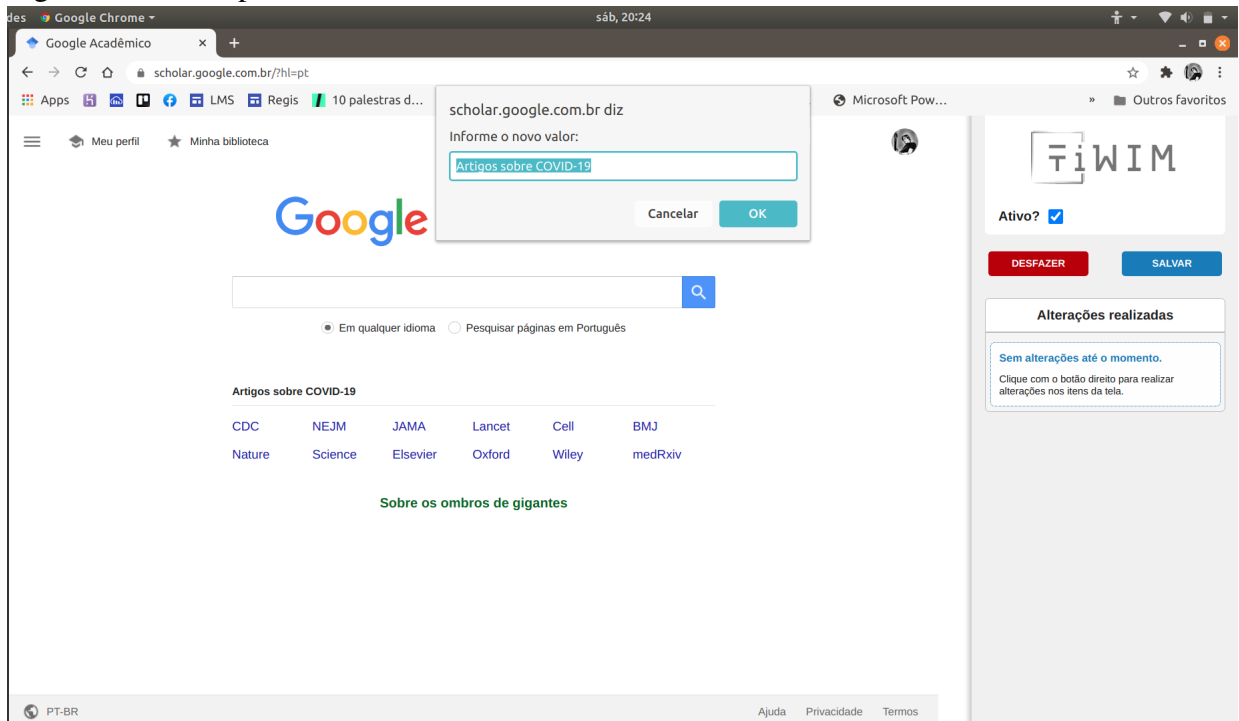 des Google Chrome sáb, 20:24
Google Acadêmico × +
scholar.google.com.br/?hl=pt
Apps LMS Regis 10 palestras d... Microsoft Pow... » Outros favoritos
scholar.google.com.br diz
Informe o novo valor:
Artigos sobre COVID-19
Cancelar OK
Meu perfil Minha biblioteca
Google
Em qualquer idioma Pesquisar páginas em Português
Artigos sobre COVID-19
CDC NEJM JAMA Lancet Cell BMJ
Nature Science Elsevier Oxford Wiley medRxiv
Sobre os ombros de gigantes
TiWIM
Ativo?
DESFAZER SALVAR
Alterações realizadas
Sem alterações até o momento.
Clique com o botão direito para realizar
alterações nos itens da tela.
PT-BR Ajuda Privacidade Termos